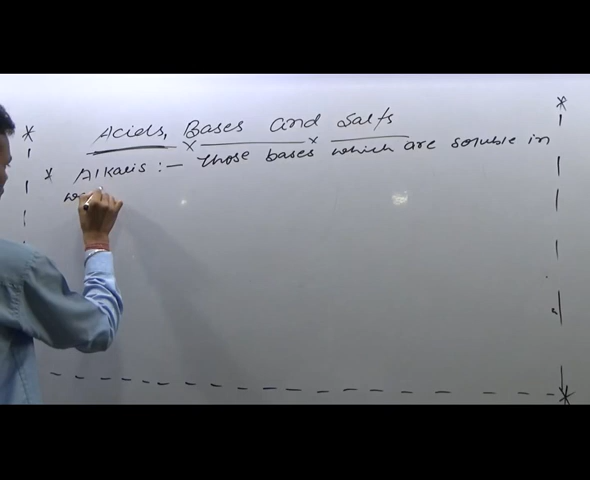 Acids, Bases and Salts
* Alkalis :- Those bases which are soluble in